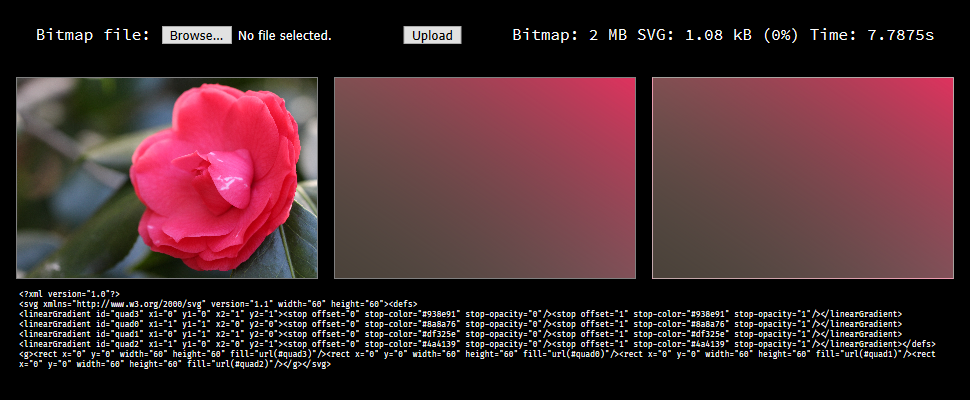 Bitmap file: Browse... No file selected. Upload Bitmap: 2 MB SVG: 1.08 kB (0%) Time: 7.7875s
<?xml version="1.0"?>
<svg xmlns="http://www.w3.org/2000/svg" version="1.1" width="60" height="60"><defs>
<linearGradient id="quad3" x1="0" y1="0" x2="1" y2="1"><stop offset="0" stop-color="#938e91" stop-opacity="0"/><stop offset="1" stop-color="#938e91" stop-opacity="1"/></linearGradient>
<linearGradient id="quad0" x1="1" y1="1" x2="0" y2="0"><stop offset="0" stop-color="#8a8a76" stop-opacity="0"/><stop offset="1" stop-color="#8a8a76" stop-opacity="1"/></linearGradient>
<linearGradient id="quad1" x1="0" y1="1" x2="1" y2="0"><stop offset="0" stop-color="#df325e" stop-opacity="0"/><stop offset="1" stop-color="#df325e" stop-opacity="1"/></linearGradient>
<linearGradient id="quad2" x1="1" y1="0" x2="0" y2="1"><stop offset="0" stop-color="#4a4139" stop-opacity="0"/><stop offset="1" stop-color="#4a4139" stop-opacity="1"/></linearGradient></defs>
<g><rect x="0" y="0" width="60" height="60" fill="url(#quad3)"/><rect x="0" y="0" width="60" height="60" fill="url(#quad0)"/><rect x="0" y="0" width="60" height="60" fill="url(#quad1)"/><rect
x="0" y="0" width="60" height="60" fill="url(#quad2)"/></g></svg>